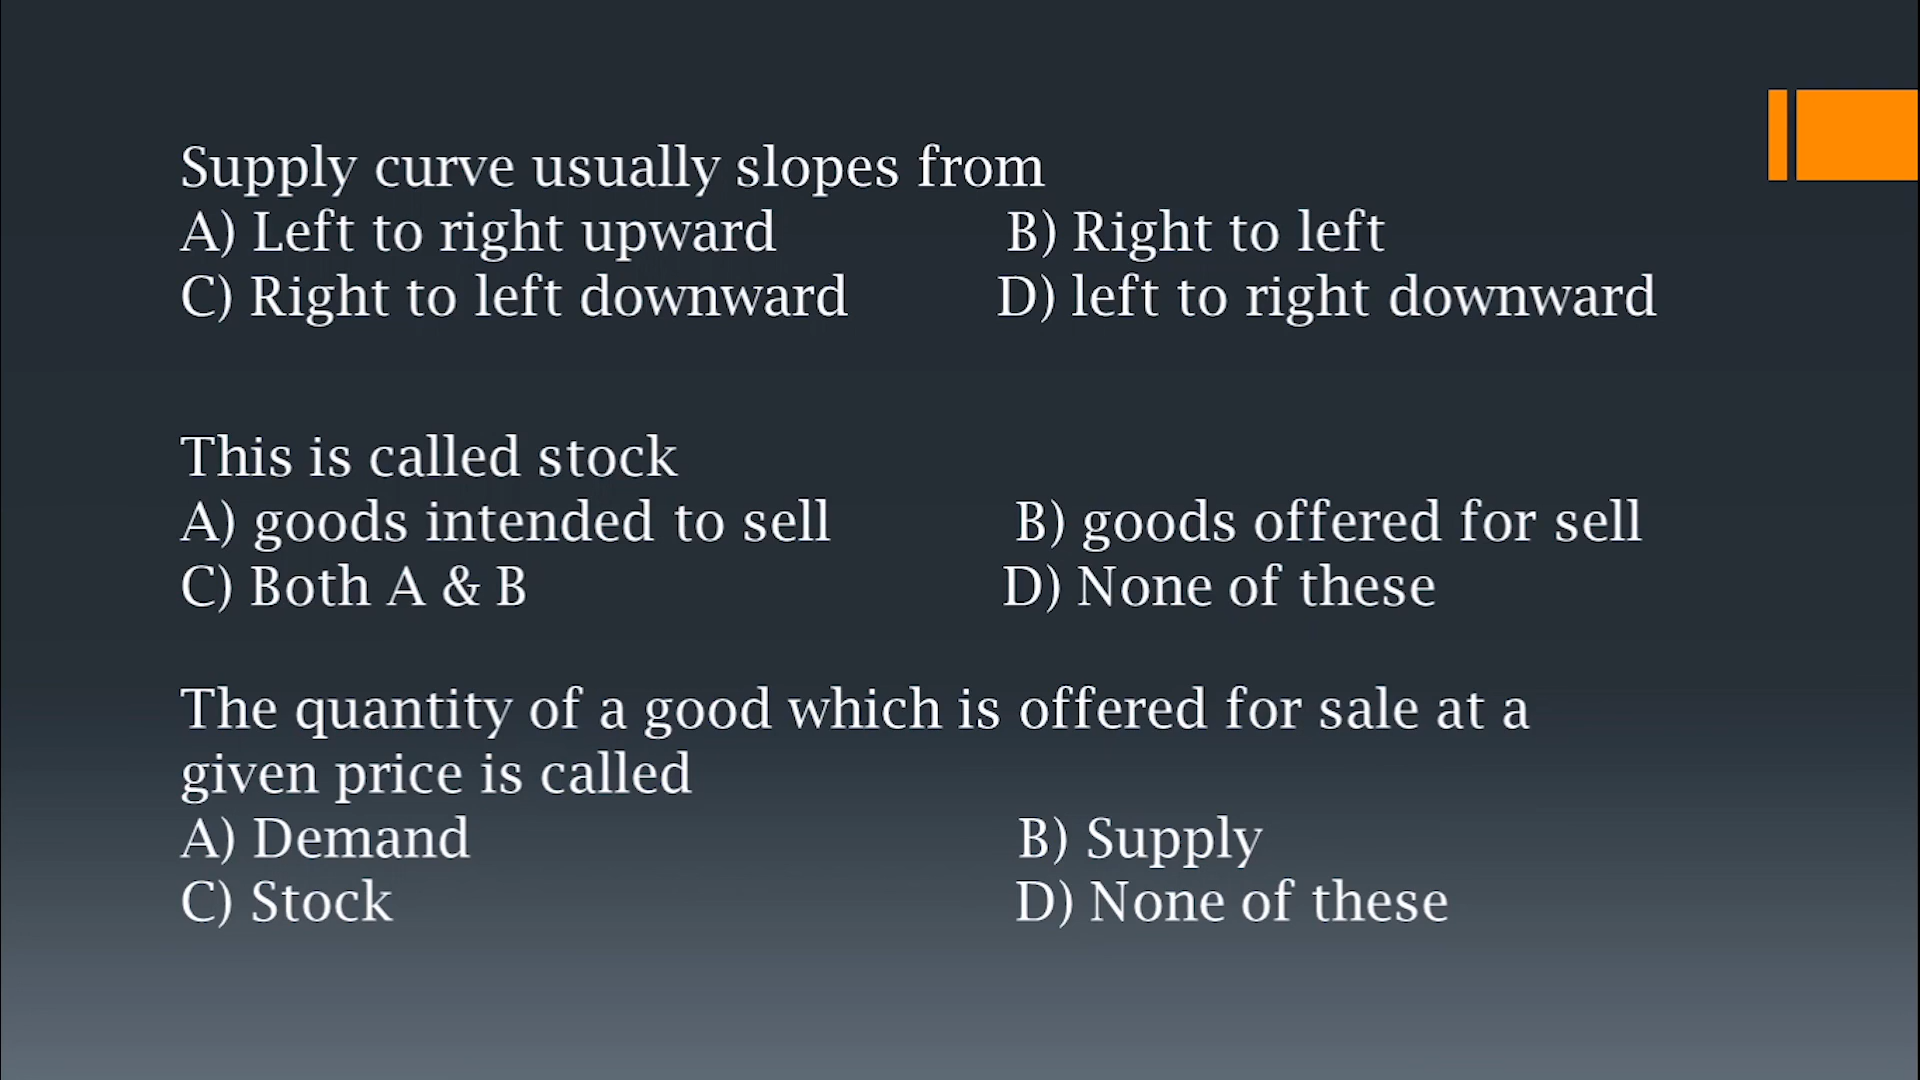 Supply curve usually slopes from
A) Left to right upward B) Right to left
C) Right to left downward D) left to right downward
This is called stock
A) goods intended to sell B) goods offered for sell
C) Both A & B D) None of these
The quantity of a good which is offered for sale at a
given price is called
A) Demand B) Supply
C) Stock D) None of these